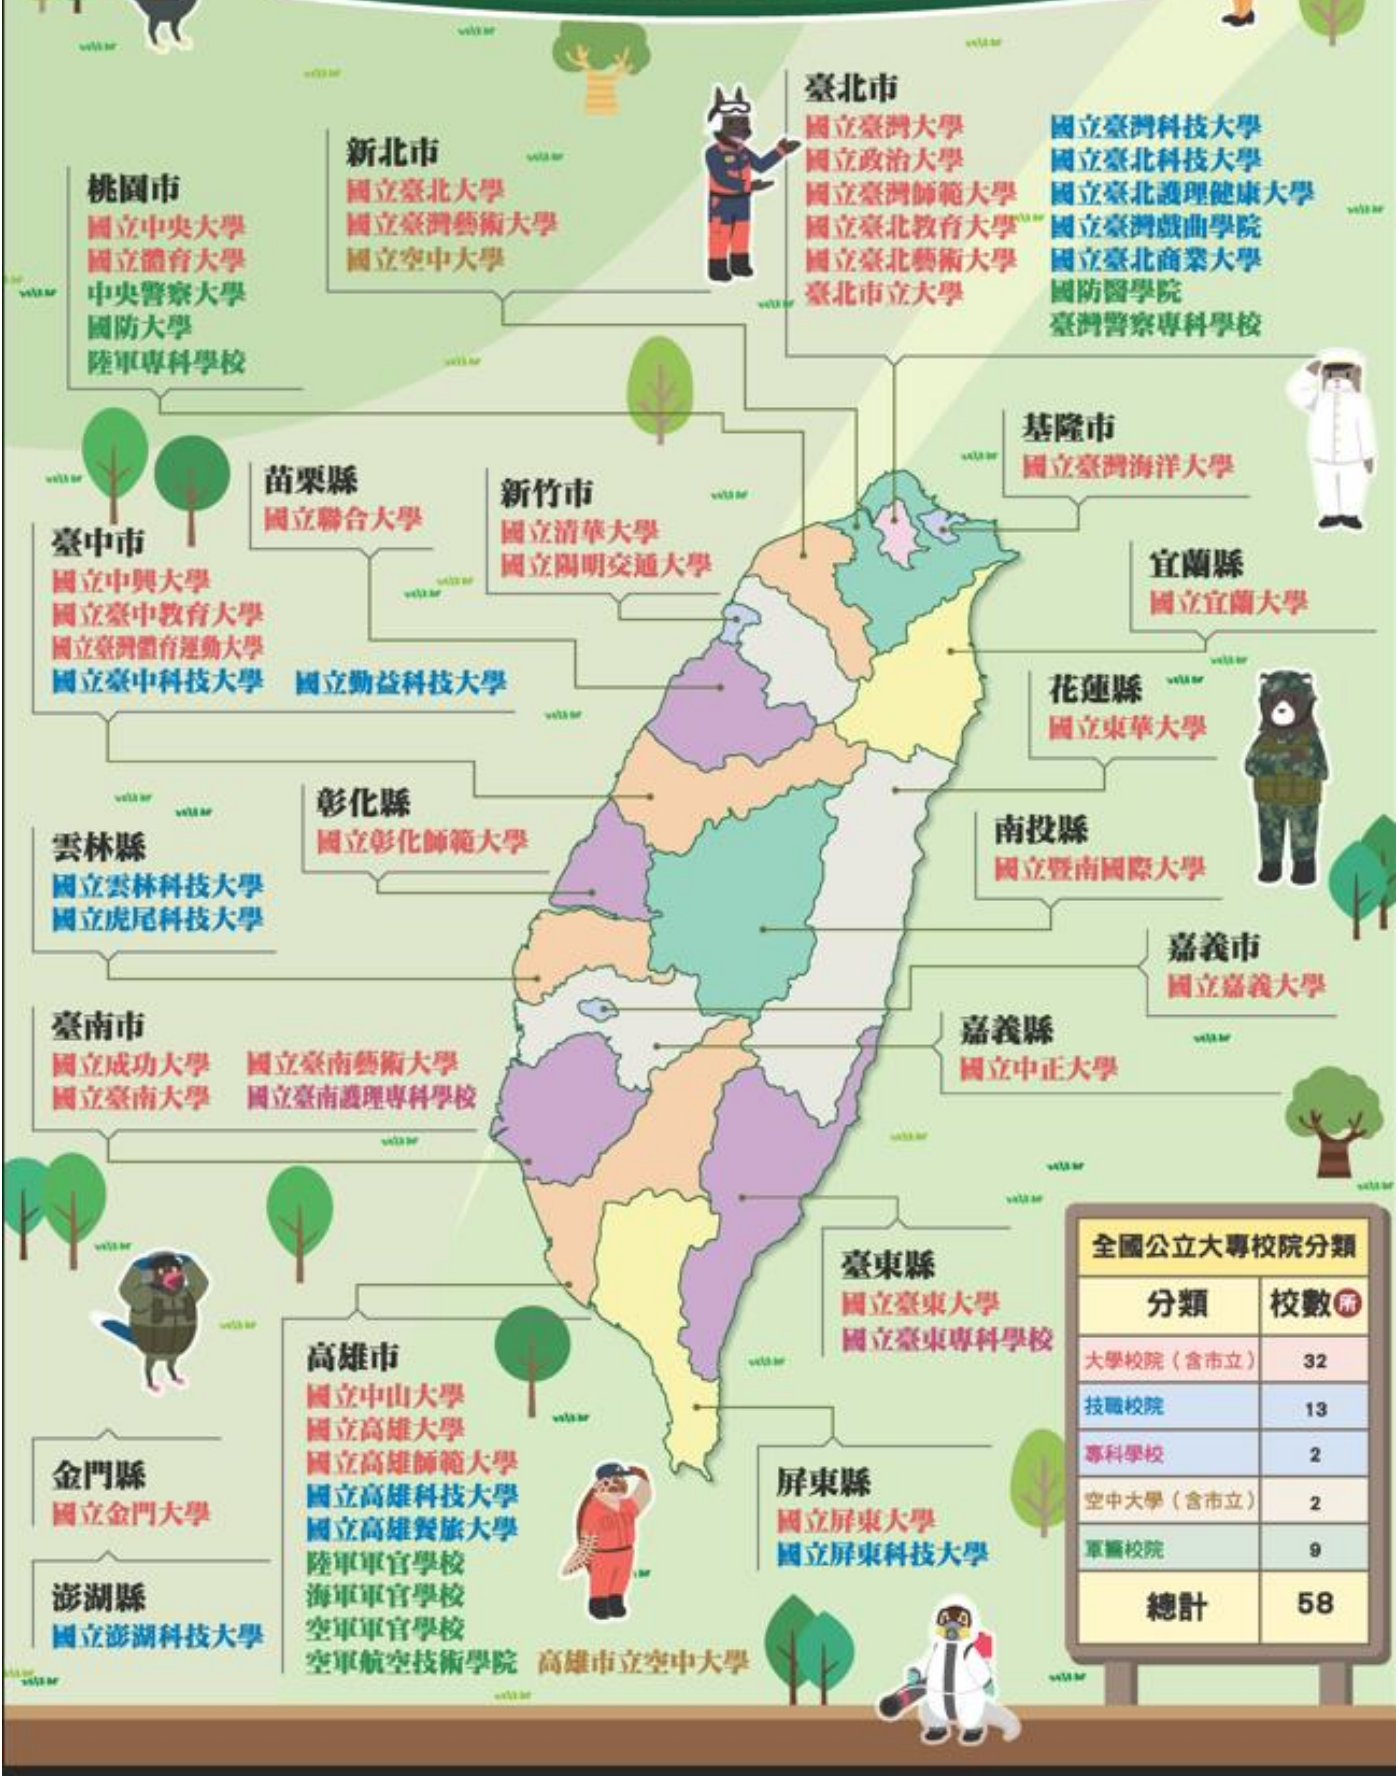 臺北市
國立臺灣大學
國立政治大學
國立臺灣師範大學
國立臺北教育大學
國立臺北藝術大學
臺北市立大學
國立臺灣科技大學
國立臺北科技大學
國立臺北護理健康大學
國立臺灣戲曲學院
國立臺北商業大學
國防醫學院
臺灣警察專科學校
新北市
國立臺北大學
國立臺灣藝術大學
國立空中大學
桃園市
國立中央大學
國立體育大學
中央警察大學
國防大學
陸軍專科學校
基隆市
國立臺灣海洋大學
苗栗縣
國立聯合大學
新竹市
國立清華大學
國立陽明交通大學
臺中市
國立中興大學
國立臺中教育大學
國立臺灣體育運動大學
國立臺中科技大學 國立勤益科技大學
宜蘭縣
國立宜蘭大學
花蓮縣
國立東華大學
彰化縣
國立彰化師範大學
雲林縣
國立雲林科技大學
國立虎尾科技大學
南投縣
國立暨南國際大學
嘉義市
國立嘉義大學
嘉義縣
國立中正大學
臺南市
國立成功大學 國立臺南藝術大學
國立臺南大學 國立臺南護理專科學校
臺東縣
國立臺東大學
國立臺東專科學校
高雄市
國立中山大學
國立高雄大學
國立高雄師範大學
國立高雄科技大學
國立高雄餐旅大學
陸軍軍官學校
海軍軍官學校
空軍軍官學校
空軍航空技術學院 高雄市立空中大學
金門縣
國立金門大學
澎湖縣
國立澎湖科技大學
屏東縣
國立屏東大學
國立屏東科技大學
全國公立大專校院分類
分類 校數 所
大學校院（含市立） 32
技職校院 13
專科學校 2
空中大學（含市立） 2
軍警校院 9
總計 58